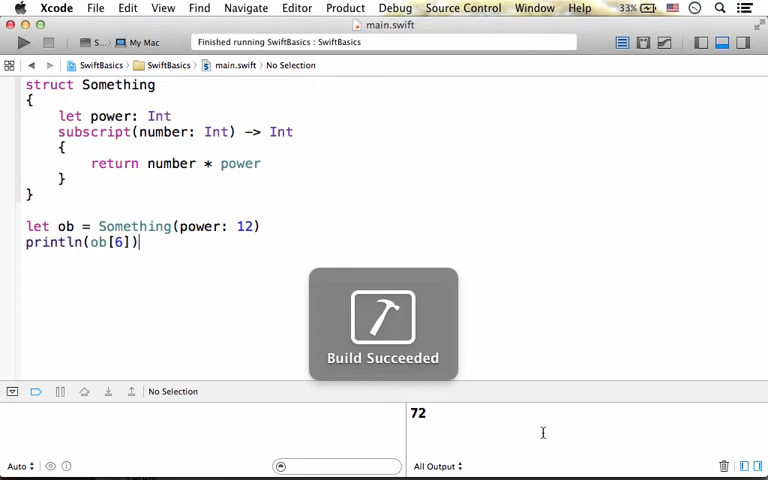 Xcode File Edit View Find Navigate Editor Product Debug Source Control Window Help 33%
main.swift
S... My Mac Finished running SwiftBasics : SwiftBasics
SwiftBasics SwiftBasics main.swift No Selection
struct Something
{
let power: Int
subscript(number: Int) -> Int
{
return number * power
}
}
let ob = Something(power: 12)
println(ob[6])
Build Succeeded
No Selection
72
Auto All Output